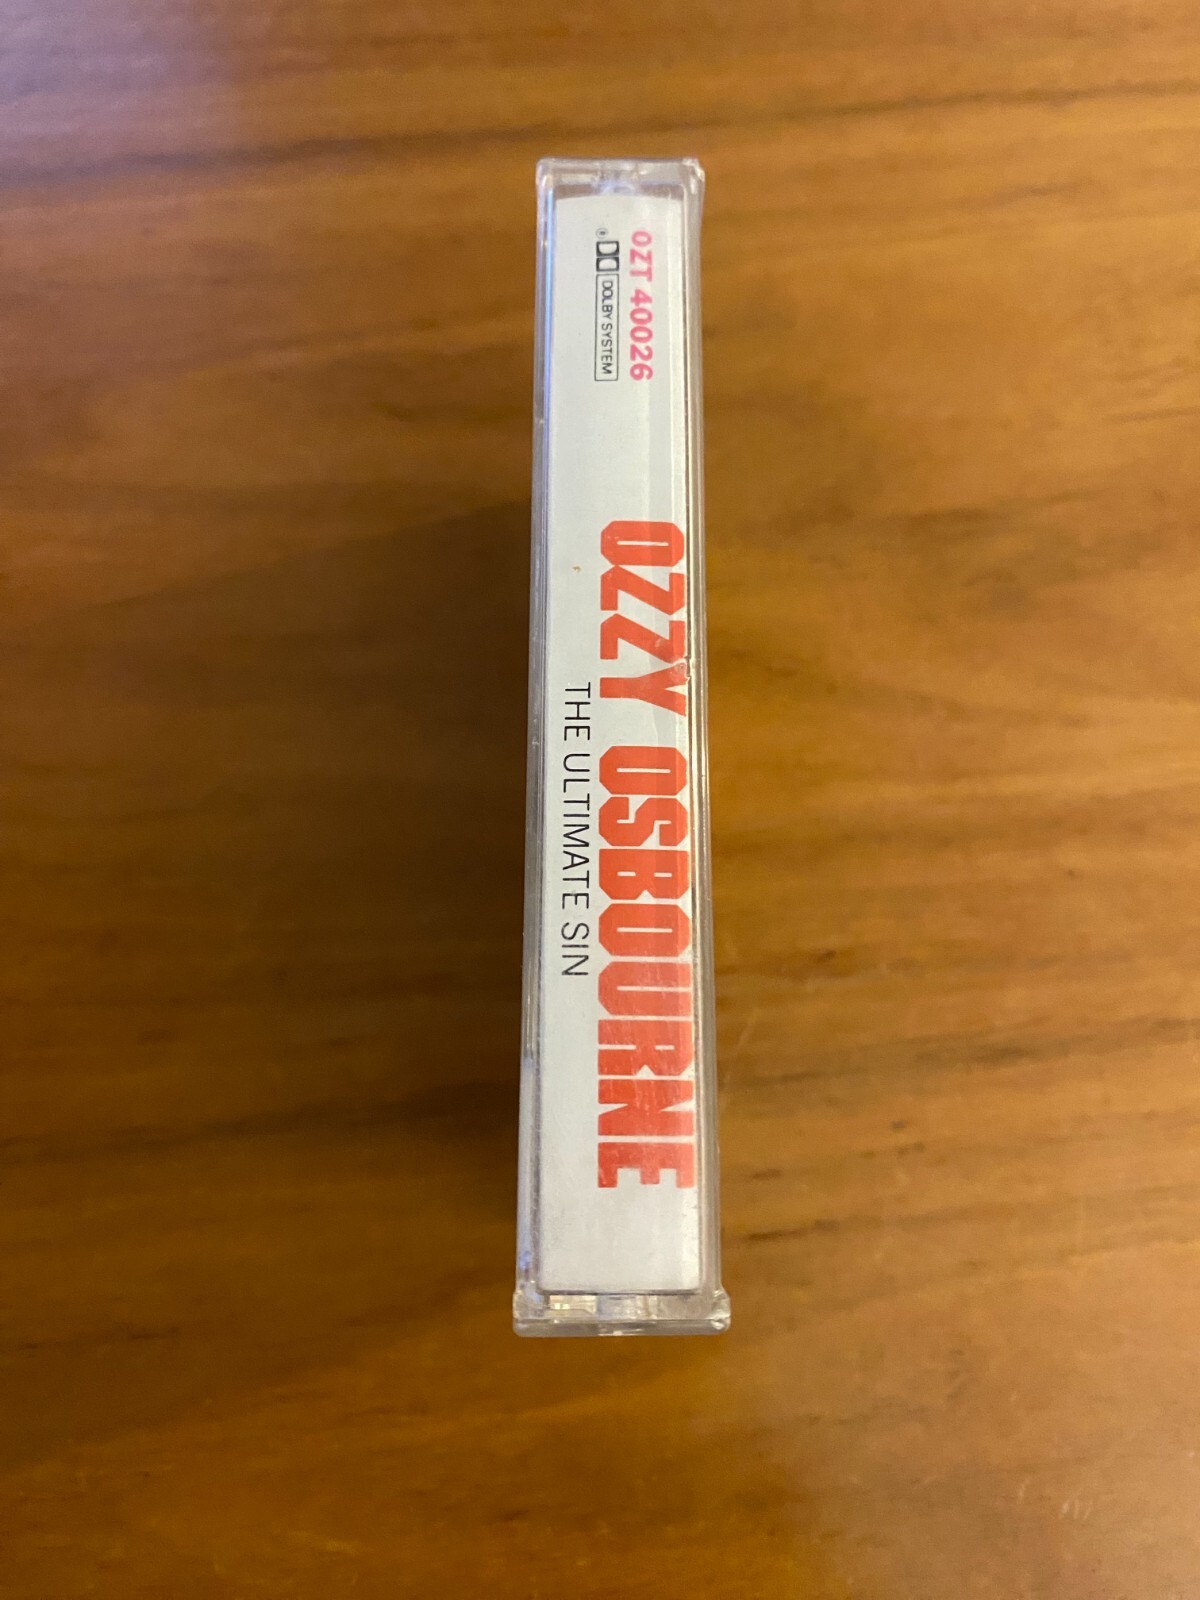 OZT 40026
DOLBY SYSTEM
OZZY OSBOURNE
THE ULTIMATE SIN